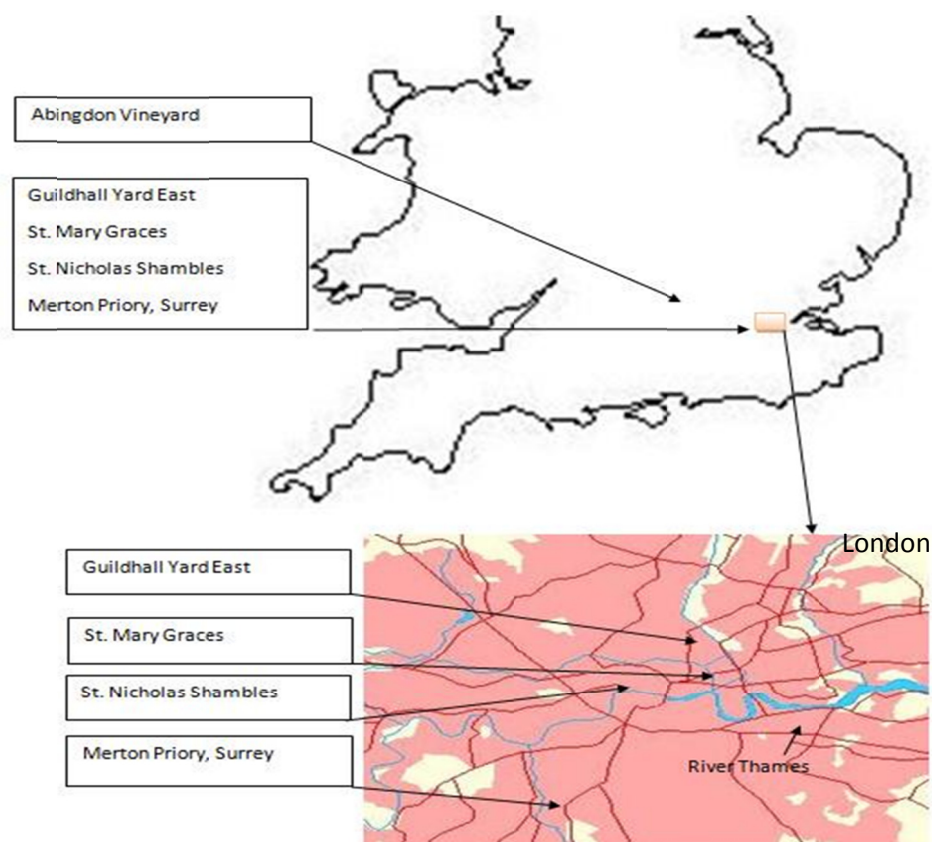 Abingdon Vineyard
Guildhall Yard East
St. Mary Graces
St. Nicholas Shambles
Merton Priory, Surrey
London
Guildhall Yard East
St. Mary Graces
St. Nicholas Shambles
Merton Priory, Surrey
River Thames